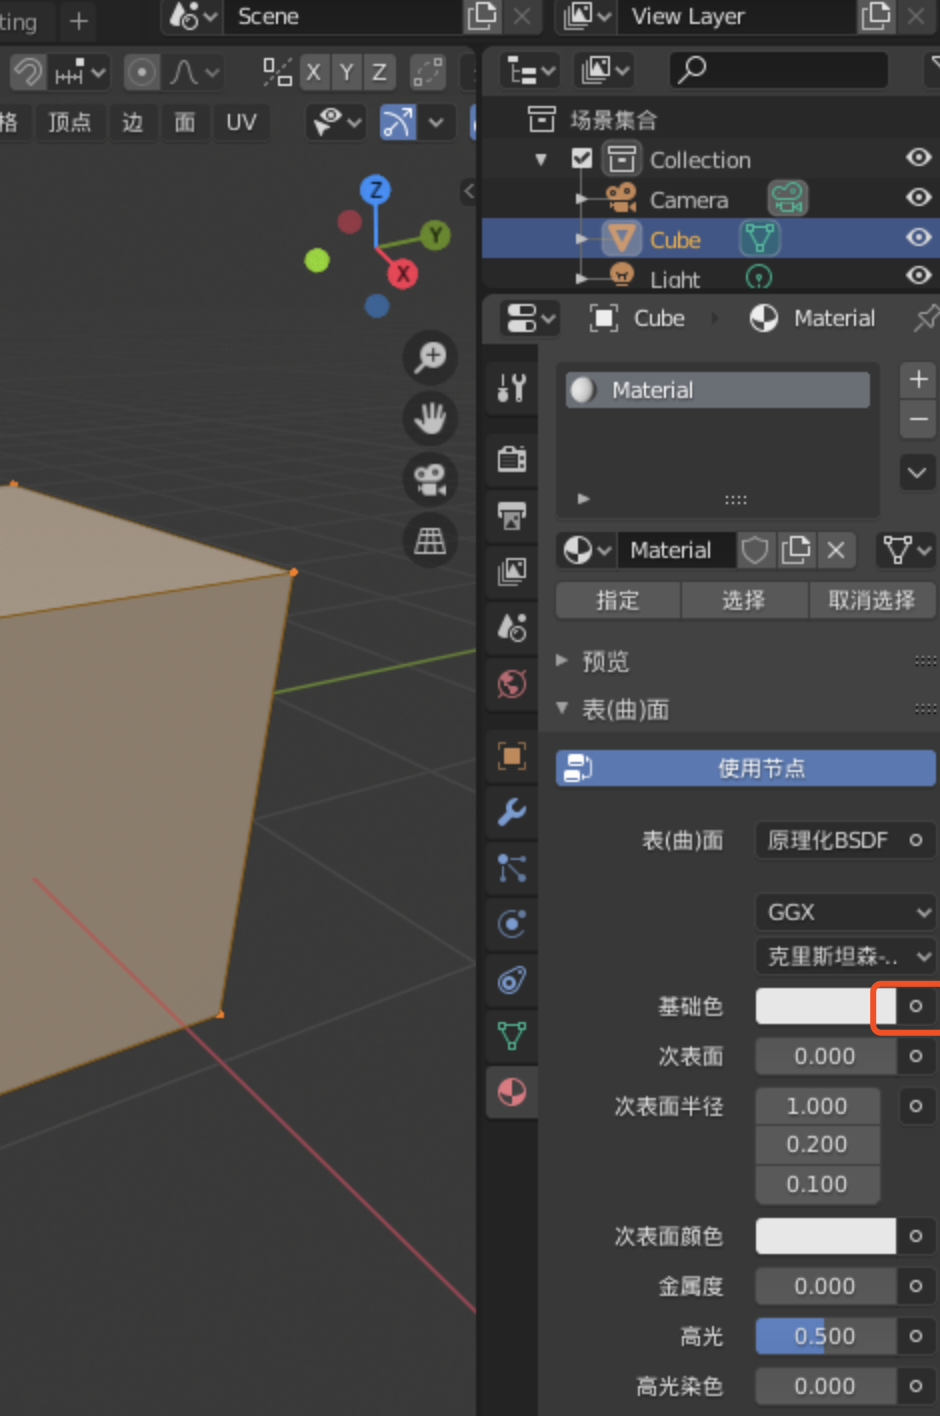 ting
+
Scene
View Layer
X Y Z
格 顶点 边 面 UV
场景集合
Collection
Camera
Cube
Light
Z
Y
X
Cube
Material
Material
Material
指定 选择 取消选择
预览
表(曲)面
使用节点
表(曲)面 原理化BSDF
GGX
克里斯坦森-..
基础色
次表面 0.000
次表面半径 1.000
0.200
0.100
次表面颜色
金属度 0.000
高光 0.500
高光染色 0.000